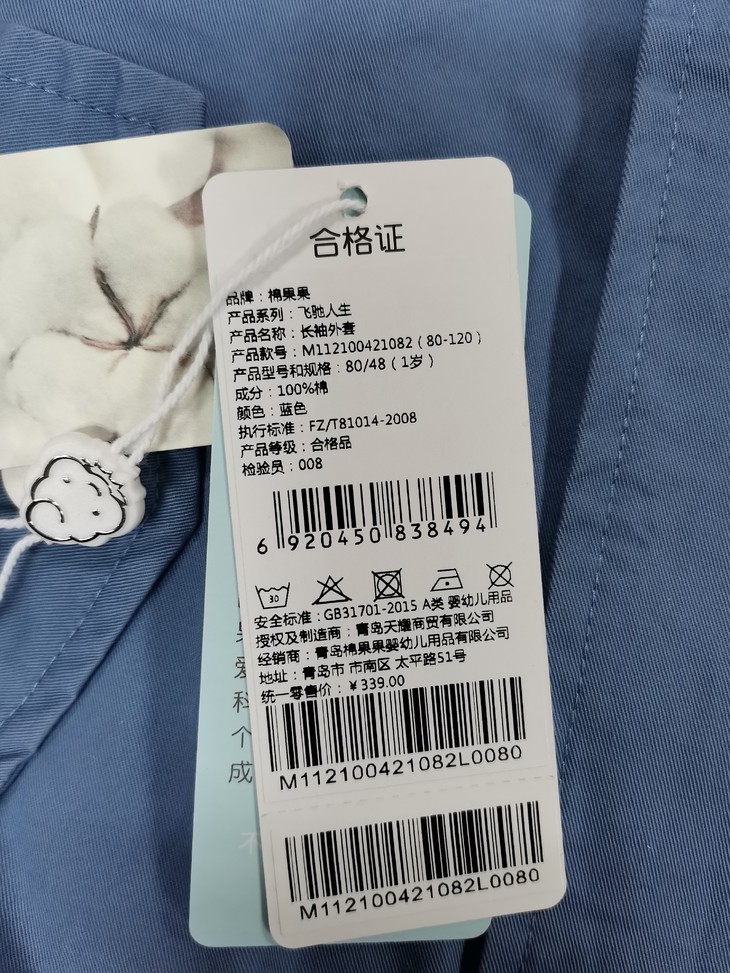 合格证
品牌：棉果果
产品系列：飞驰人生
产品名称：长袖外套
产品款号：M112100421082（80-120）
产品型号和规格：80/48（1岁）
成分：100%棉
颜色：蓝色
执行标准：FZ/T81014-2008
产品等级：合格品
检验员：008
6 920450 838494
30
安全标准：GB31701-2015 A类 婴幼儿用品
授权及制造商：青岛天耀商贸有限公司
经销商：青岛棉果果婴幼儿用品有限公司
地址：青岛市 市南区 太平路51号
统一零售价：￥339.00
M112100421082L0080
M112100421082L0080
爱
科
个
成
不